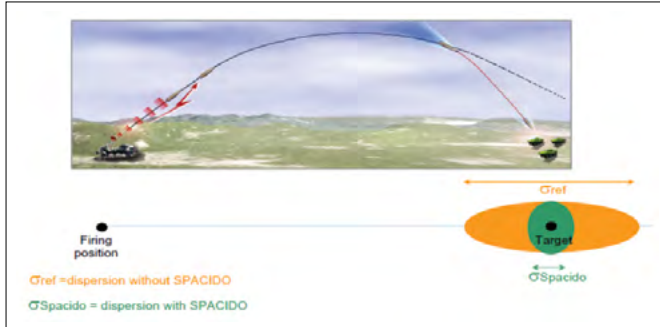 σref
Firing
position
Target
σSpacido
σref =dispersion without SPACIDO
σSpacido = dispersion with SPACIDO